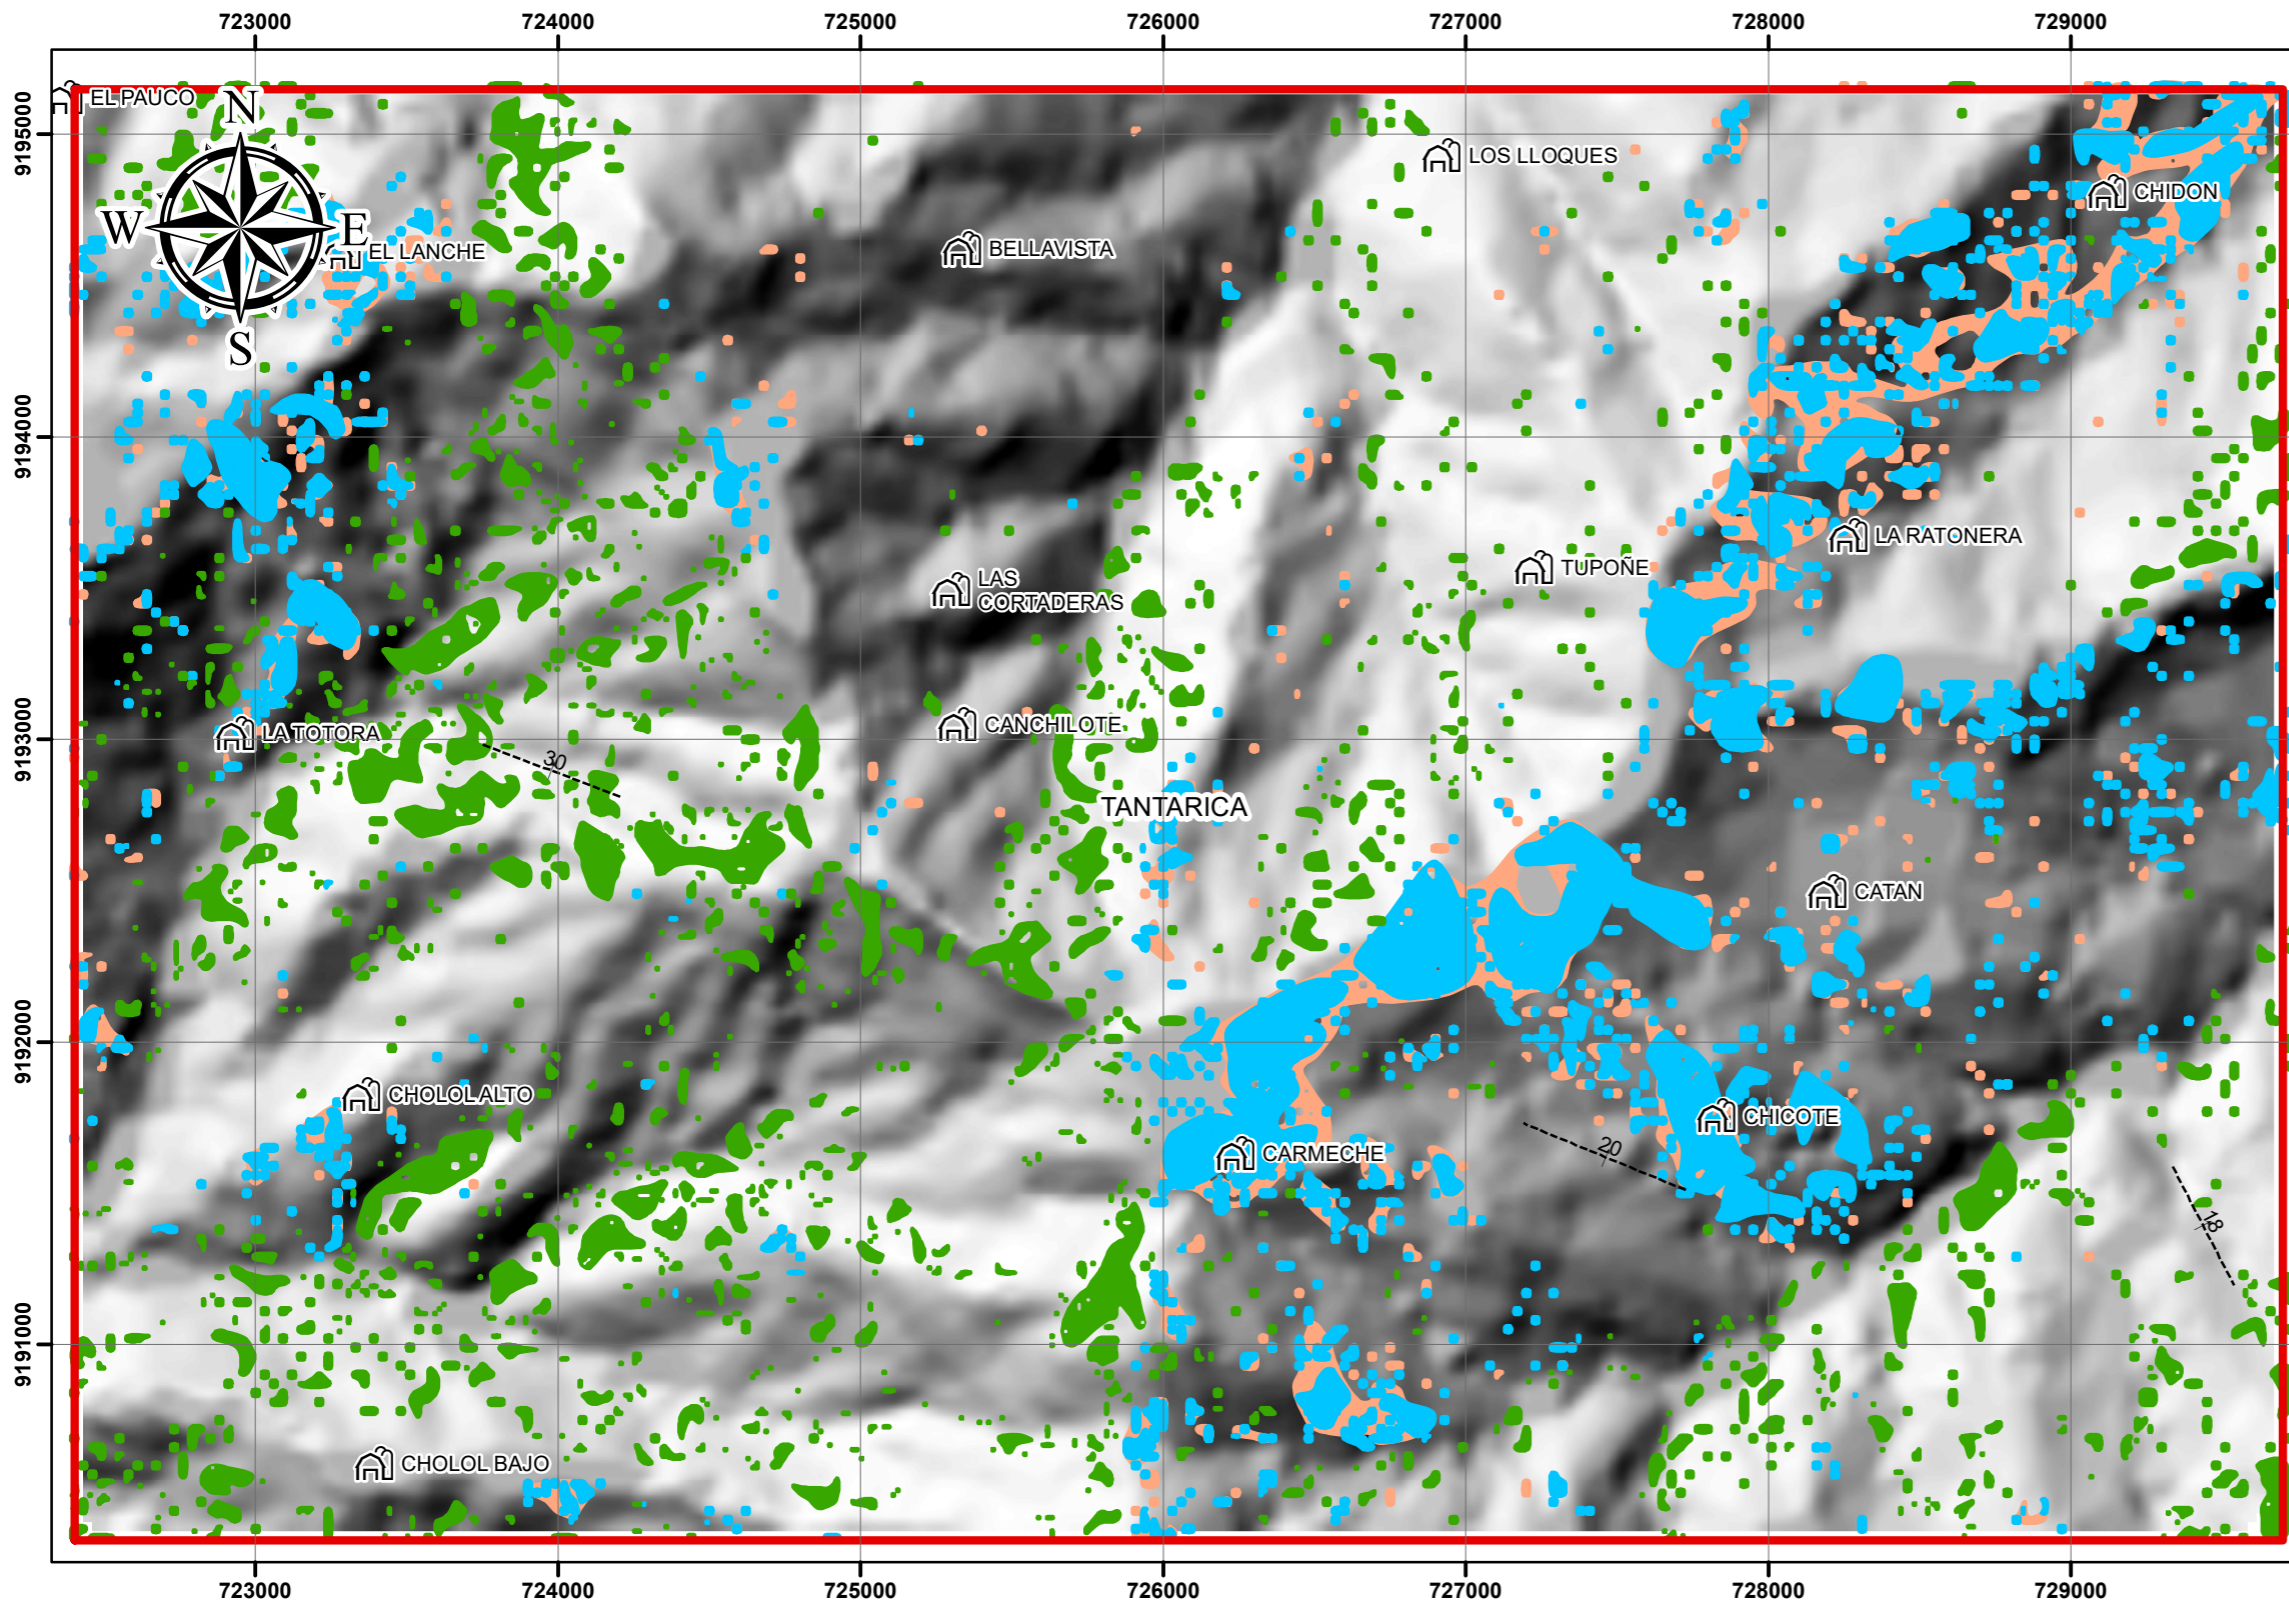 723000 724000 725000 726000 727000 728000 729000
EL PAUCO
N
9195000
LOS LLOQUES
CHIDON
W
E
EL LANCHE
BELLAVISTA
S
9194000
LA RATONERA
TUPOÑE
LAS
CORTADERAS
9193000
LA TOTORA
CANCHILOTE
30
TANTARICA
CATAN
9192000
CHOLOL ALTO
CHICOTE
20
CARMECHE
18
9191000
CHOLOL BAJO
723000 724000 725000 726000 727000 728000 729000